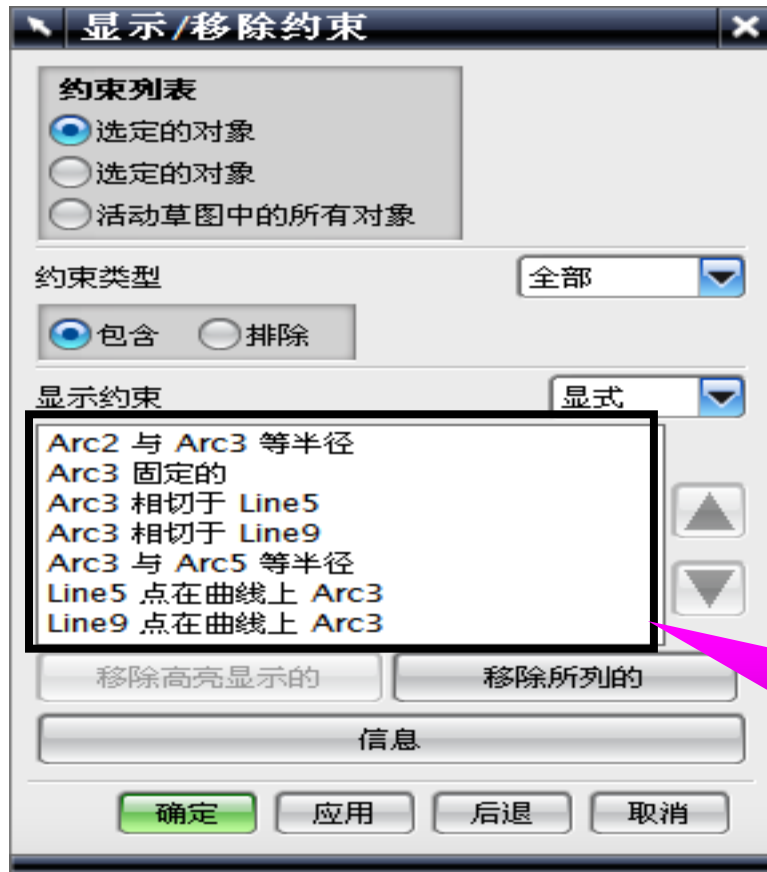 显示/移除约束
约束列表
选定的对象
选定的对象
活动草图中的所有对象
约束类型 全部
包含 排除
显示约束 显式
Arc2 与 Arc3 等半径
Arc3 固定的
Arc3 相切于 Line5
Arc3 相切于 Line9
Arc3 与 Arc5 等半径
Line5 点在曲线上 Arc3
Line9 点在曲线上 Arc3
移除高亮显示的 移除所列的
信息
确定 应用 后退 取消